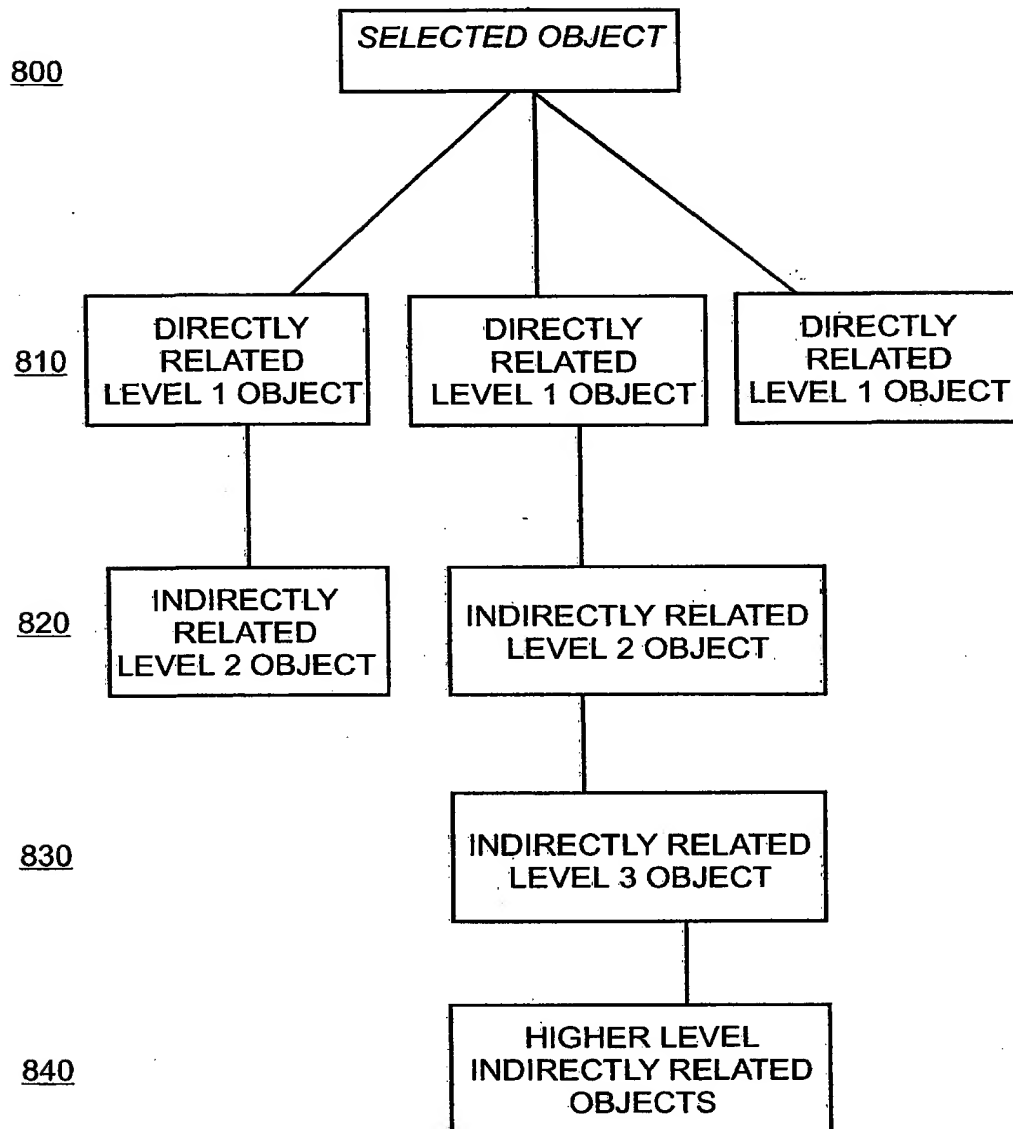 SELECTED OBJECT
800
810
DIRECTLY
RELATED
LEVEL 1 OBJECT
DIRECTLY
RELATED
LEVEL 1 OBJECT
DIRECTLY
RELATED
LEVEL 1 OBJECT
820
INDIRECTLY
RELATED
LEVEL 2 OBJECT
INDIRECTLY RELATED
LEVEL 2 OBJECT
830
INDIRECTLY RELATED
LEVEL 3 OBJECT
840
HIGHER LEVEL
INDIRECTLY RELATED
OBJECTS